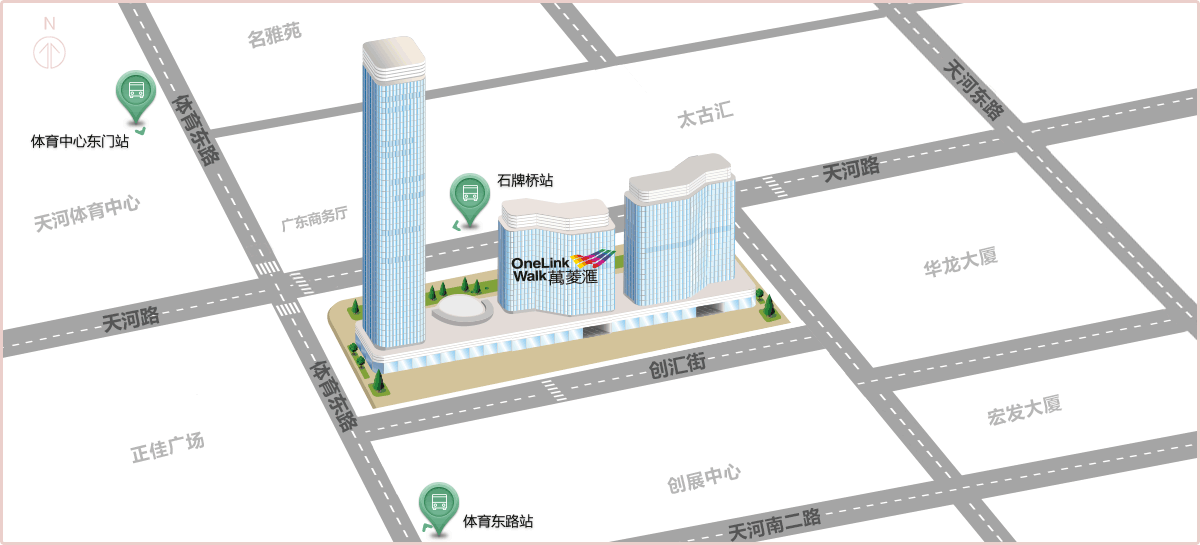 N
名雅苑
体育中心东门站
体育东路
太古汇
天河东路
天河路
石牌桥站
天河体育中心
广东商务厅
OneLink
Walk萬菱滙
华龙大厦
天河路
体育东路
创汇街
宏发大厦
正佳广场
创展中心
体育东路站
天河南二路